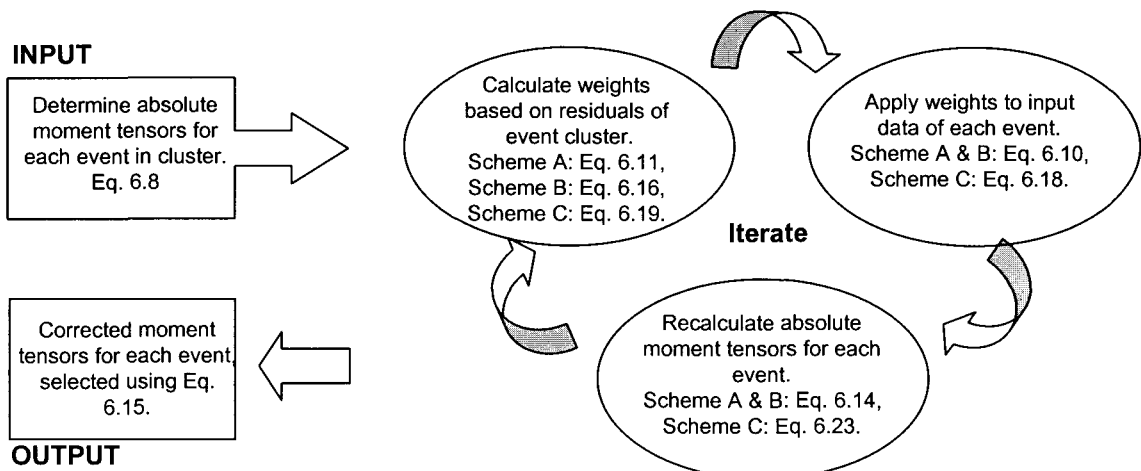 INPUT
Determine absolute
moment tensors for
each event in cluster.
Eq. 6.8
Calculate weights
based on residuals of
event cluster.
Scheme A: Eq. 6.11,
Scheme B: Eq. 6.16,
Scheme C: Eq. 6.19.
Apply weights to input
data of each event.
Scheme A & B: Eq. 6.10,
Scheme C: Eq. 6.18.
Iterate
Recalculate absolute
moment tensors for each
event.
Scheme A & B: Eq. 6.14,
Scheme C: Eq. 6.23.
Corrected moment
tensors for each event,
selected using Eq.
6.15.
OUTPUT